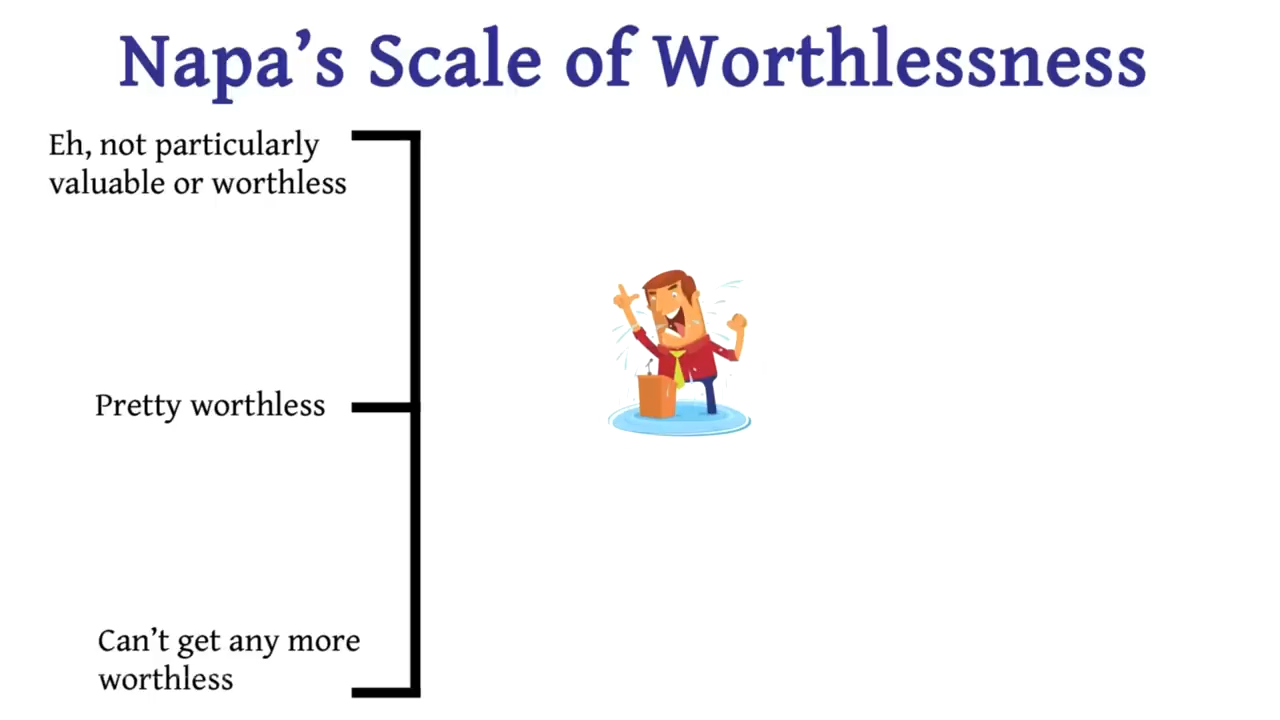 Napa’s Scale of Worthlessness
Eh, not particularly
valuable or worthless
Pretty worthless
Can’t get any more
worthless